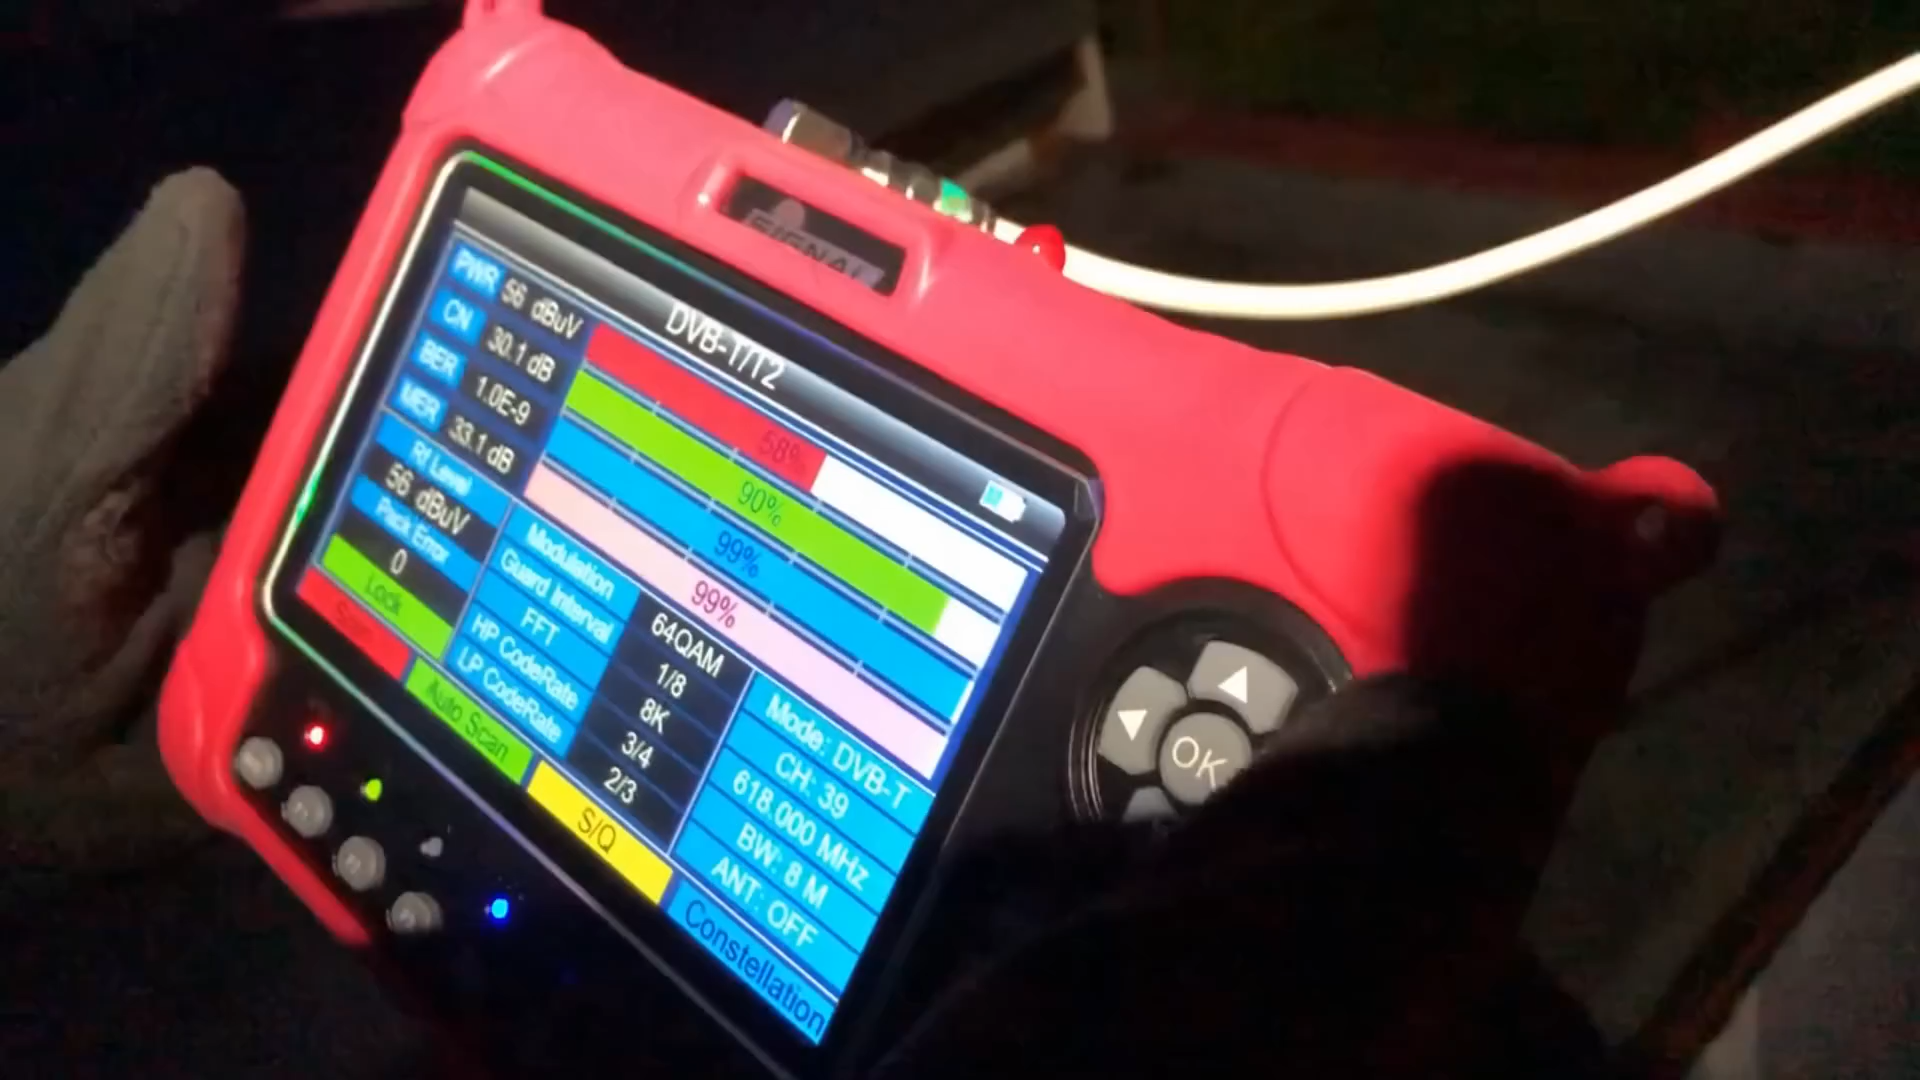 SIGNAL
DVB-T/T2
PWR 56 dBuV 58%
CN 30.1 dB 90%
BER 1.0E-9 99%
MER 33.1 dB 99%
Rf Level
56 dBuV
Pack Error
0
Lock
Modulation 64QAM
Guard Interval 1/8
FFT 8K
HP CodeRate 3/4
LP CodeRate 2/3
Mode: DVB-T
CH: 39
618.000 MHz
BW: 8 M
ANT: OFF
Scan
Auto Scan
S/Q
Constellation
OK